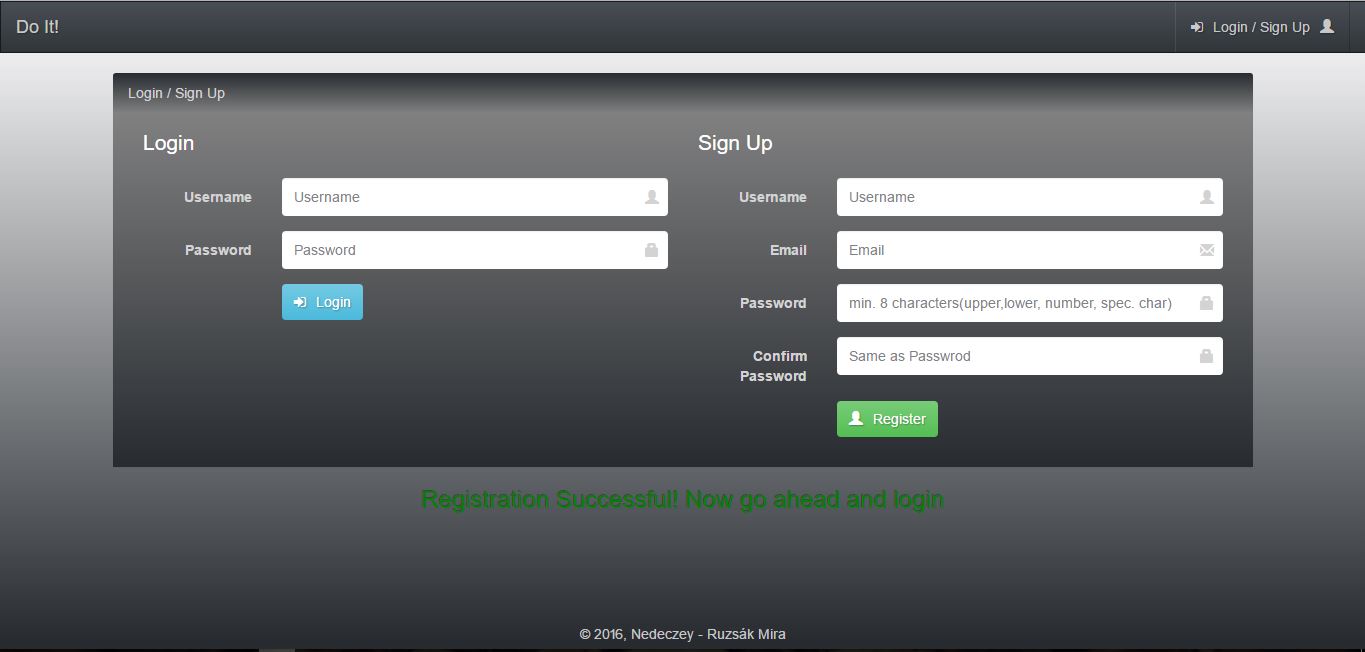 Do It!
Login / Sign Up
Login / Sign Up
Login
Username
Username
Password
Password
Login
Sign Up
Username
Username
Email
Email
Password
min. 8 characters(upper,lower, number, spec. char)
Confirm
Password
Same as Passwrod
Register
Registration Successful! Now go ahead and login
© 2016, Nedeczey - Ruzsák Mira